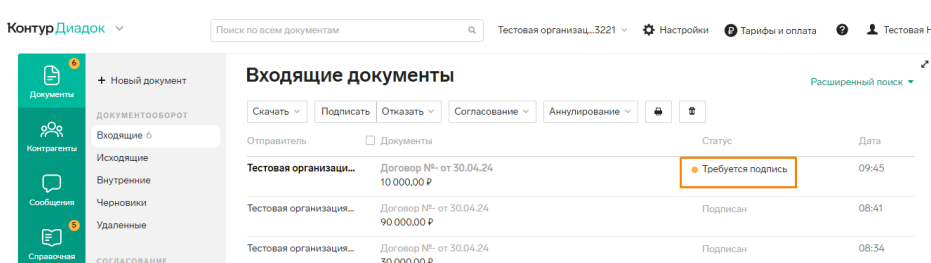 Контур Диадок
Поиск по всем документам
Тестовая организац...3221
Настройки
Тарифы и оплата
Тестовая Н
6
Документы
Контрагенты
Сообщения
5
Справочная
+ Новый документ
ДОКУМЕНТООБОРОТ
Входящие 6
Исходящие
Внутренние
Черновики
Удаленные
СОГЛАСОВАНИЕ
Входящие документы
Расширенный поиск
Скачать Подписать Отказать Согласование Аннулирование
Отправитель Документы Статус Дата
Тестовая организаци... Договор №- от 30.04.24 Требуется подпись 09:45
10 000,00 ₽
Тестовая организация... Договор №- от 30.04.24 Подписан 08:41
90 000,00 ₽
Тестовая организация... Договор №- от 30.04.24 Подписан 08:34
30 000,00 ₽